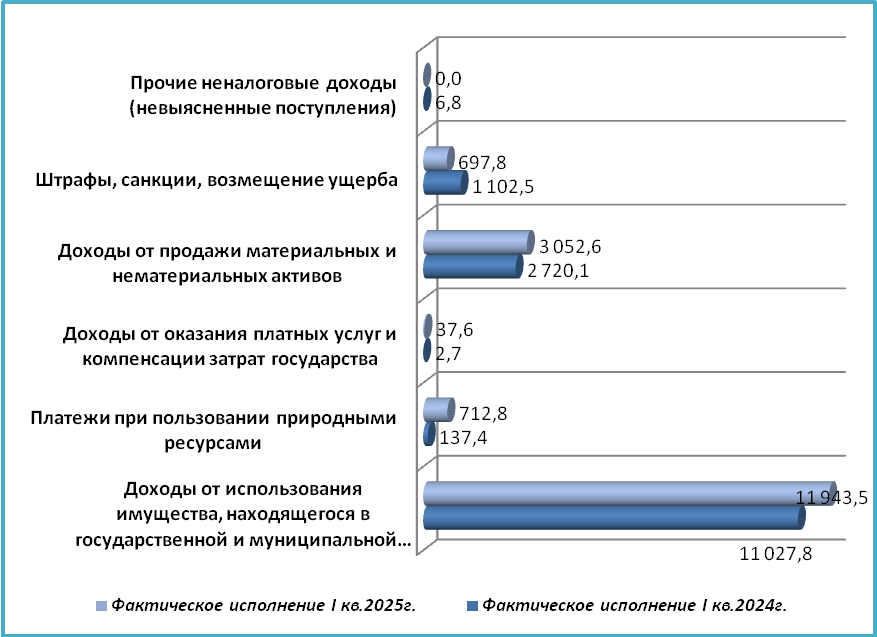 Прочие неналоговые доходы
(невыясненные поступления)
0,0
6,8
Штрафы, санкции, возмещение ущерба
697,8
1 102,5
Доходы от продажи материальных и
нематериальных активов
3 052,6
2 720,1
Доходы от оказания платных услуг и
компенсации затрат государства
37,6
2,7
Платежи при пользовании природными
ресурсами
712,8
137,4
Доходы от использования
имущества, находящегося в
государственной и муниципальной...
11 943,5
11 027,8
Фактическое исполнение I кв.2025г.
Фактическое исполнение I кв.2024г.